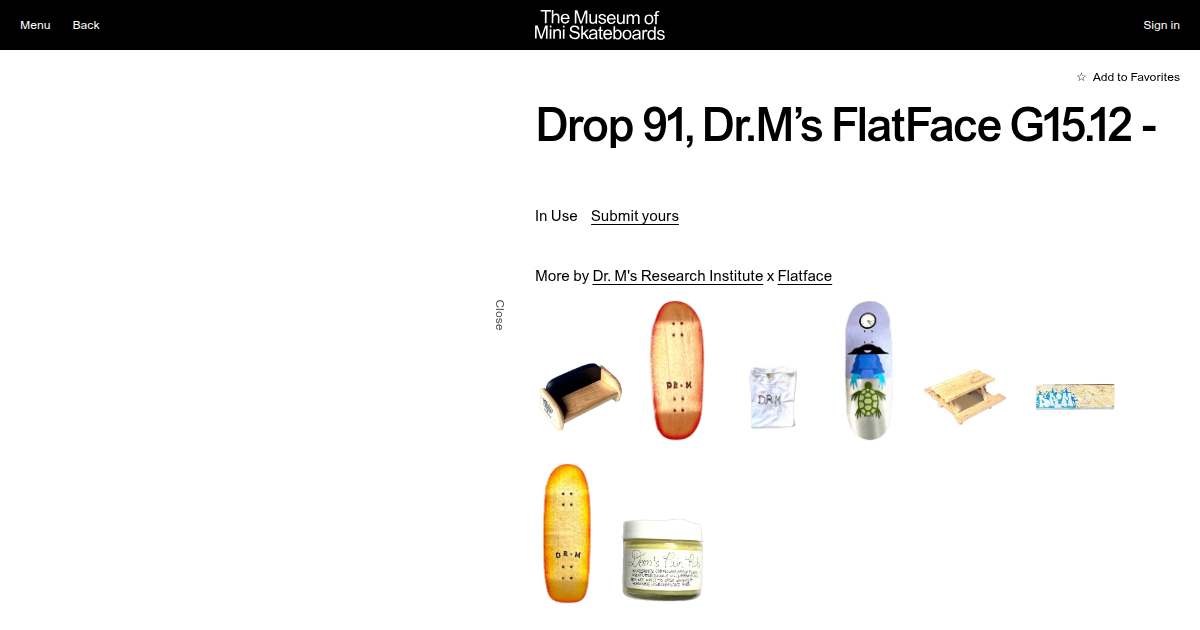 Menu Back
The Museum of
Mini Skateboards
Sign in
☆ Add to Favorites
Drop 91, Dr.M’s FlatFace G15.12 -
In Use Submit yours
More by Dr. M's Research Institute x Flatface
Close
DR•M
DRM
DR•M